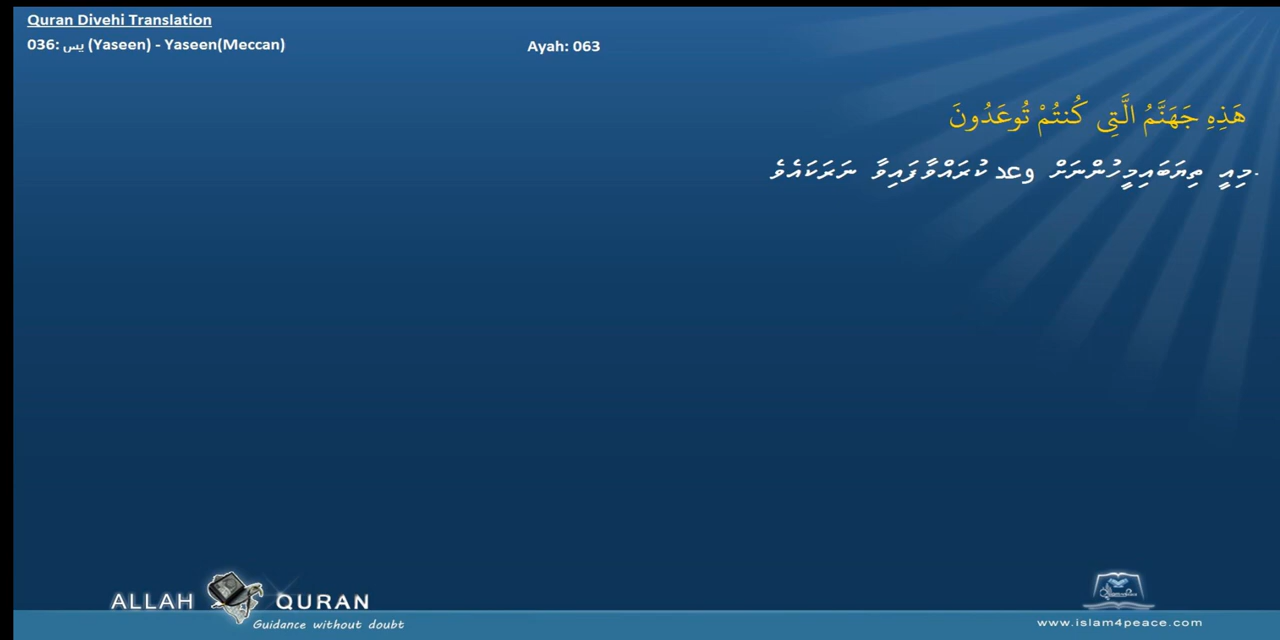 Quran Divehi Translation
036: يس (Yaseen) - Yaseen(Meccan) Ayah: 063
هَذِهِ جَهَنَّمُ الَّتِي كُنتُمْ تُوعَدُونَ
މިއީ ތިޔަބައިމީހުންނަށް وعد ކުރައްވާފައިވާ ނަރަކައެވެ.
ALLAH QURAN
Guidance without doubt
www.islam4peace.com